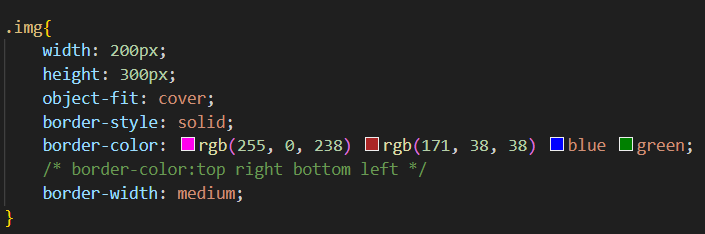 .img{
width: 200px;
height: 300px;
object-fit: cover;
border-style: solid;
border-color: rgb(255, 0, 238) rgb(171, 38, 38) blue green;
/* border-color:top right bottom left */
border-width: medium;
}